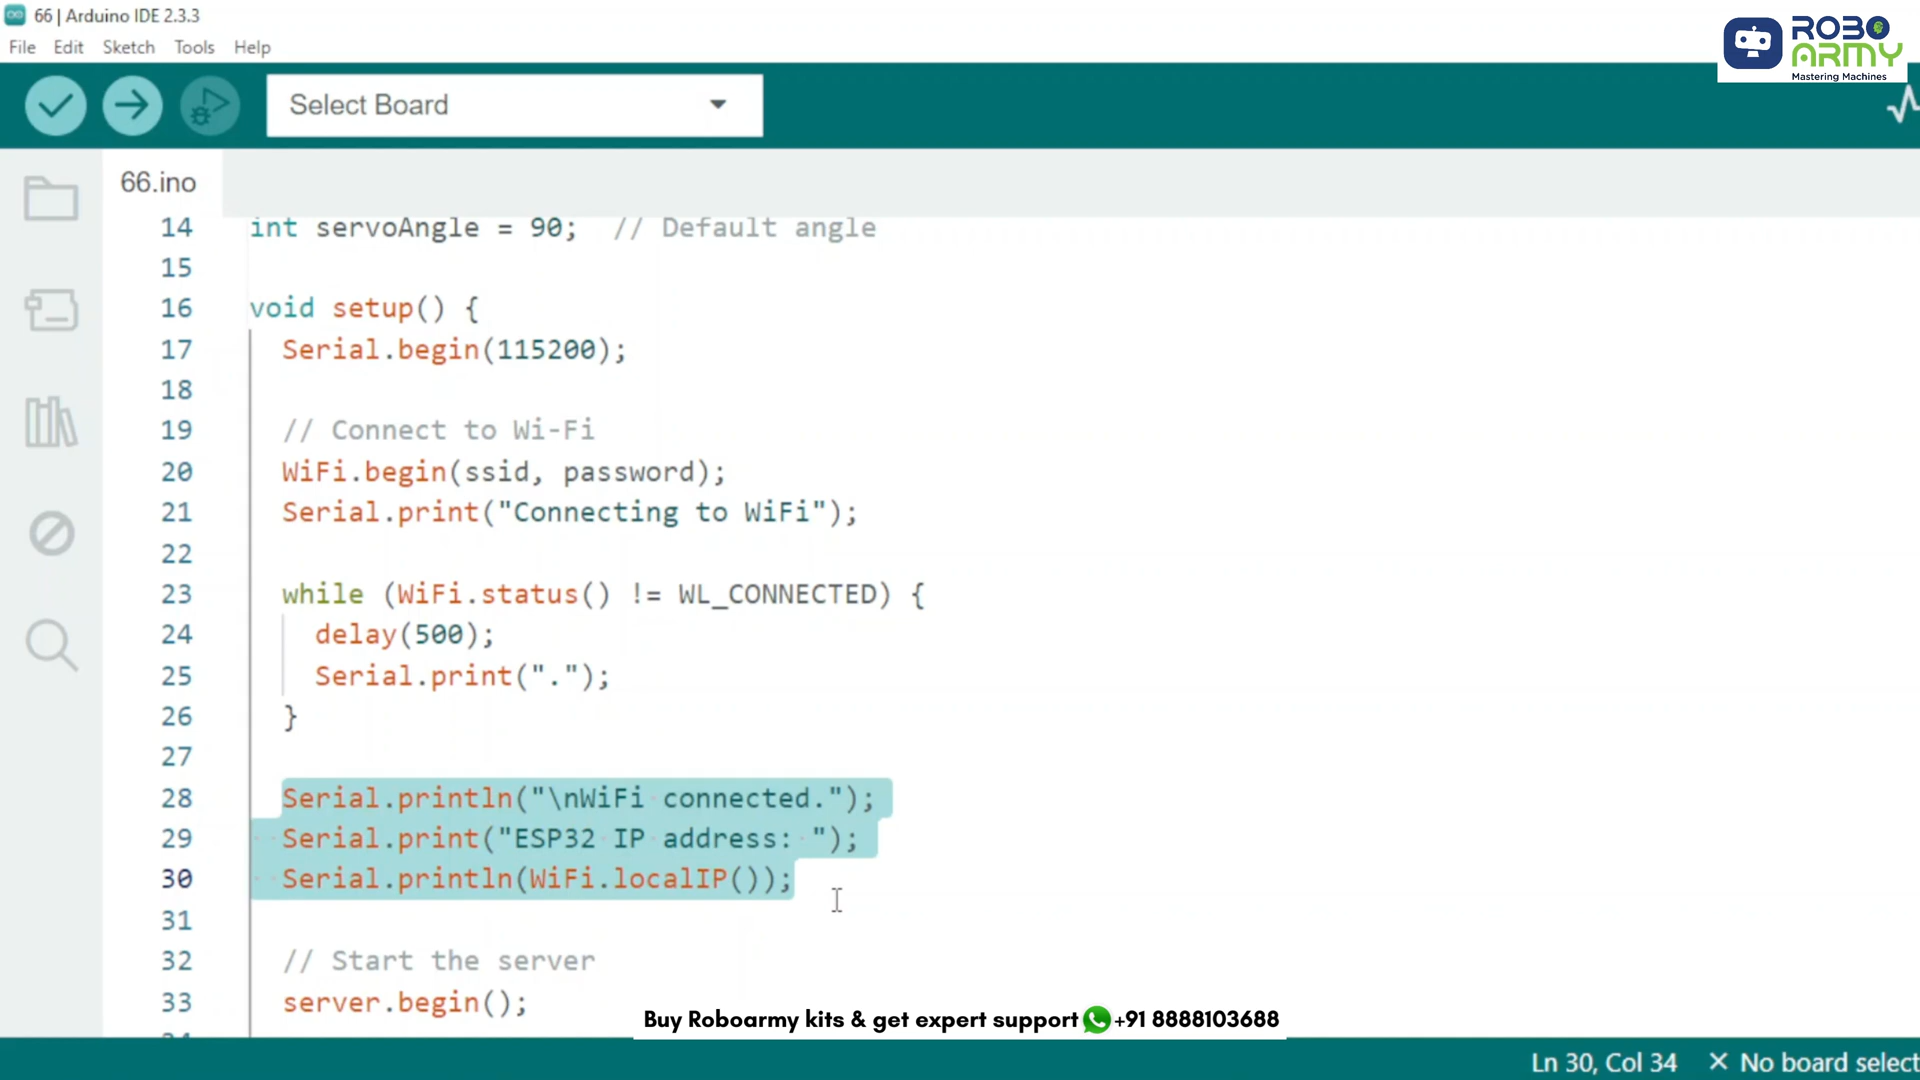 66 | Arduino IDE 2.3.3
File Edit Sketch Tools Help
ROBO
ARMY
Mastering Machines
Select Board
66.ino
14 int servoAngle = 90;  // Default angle
15
16 void setup() {
17   Serial.begin(115200);
18
19   // Connect to Wi-Fi
20   WiFi.begin(ssid, password);
21   Serial.print("Connecting to WiFi");
22
23   while (WiFi.status() != WL_CONNECTED) {
24     delay(500);
25     Serial.print(".");
26   }
27
28   Serial.println("\nWiFi connected.");
29   Serial.print("ESP32 IP address: ");
30   Serial.println(WiFi.localIP());
31
32   // Start the server
33   server.begin();
Buy Roboarmy kits & get expert support +91 8888103688
Ln 30, Col 34 × No board select